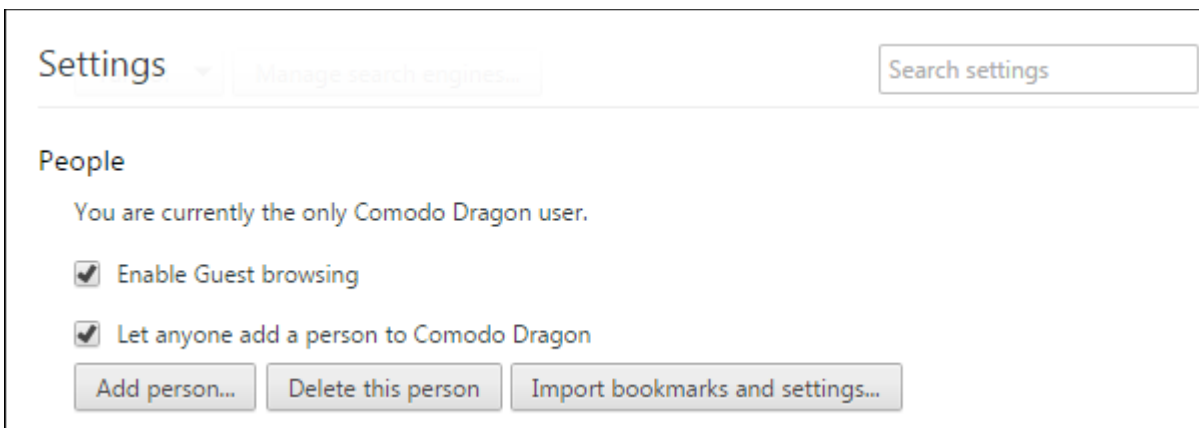 Settings
Manage search engines...
Search settings
People
You are currently the only Comodo Dragon user.
Enable Guest browsing
Let anyone add a person to Comodo Dragon
Add person... Delete this person Import bookmarks and settings...